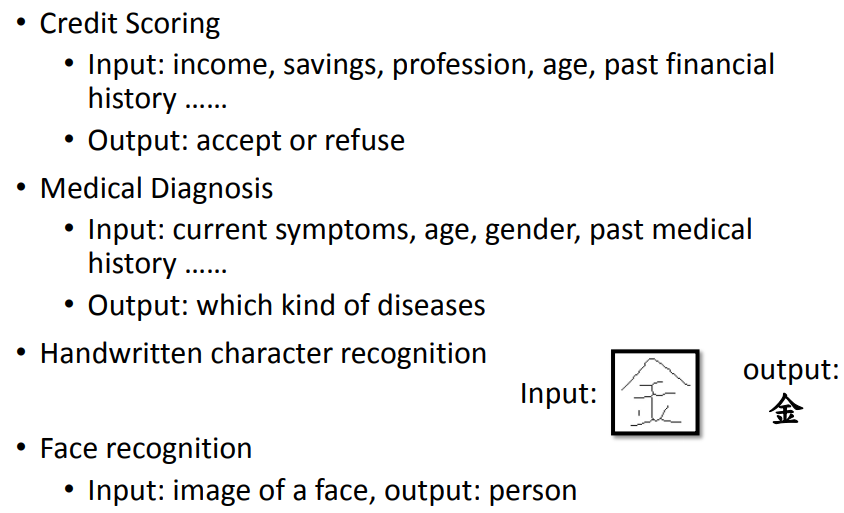 • Credit Scoring
• Input: income, savings, profession, age, past financial
history ……
• Output: accept or refuse
• Medical Diagnosis
• Input: current symptoms, age, gender, past medical
history ……
• Output: which kind of diseases
• Handwritten character recognition
Input: 金 output:
金
• Face recognition
• Input: image of a face, output: person